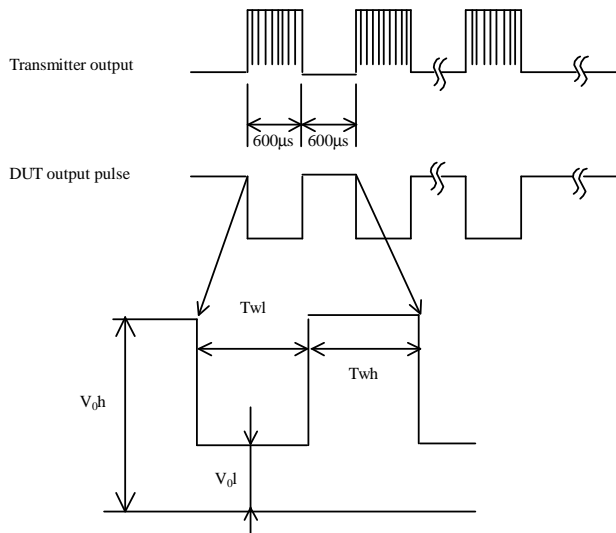 Transmitter output
600μs 600μs
DUT output pulse
Twl
Twh
V₀h
V₀l